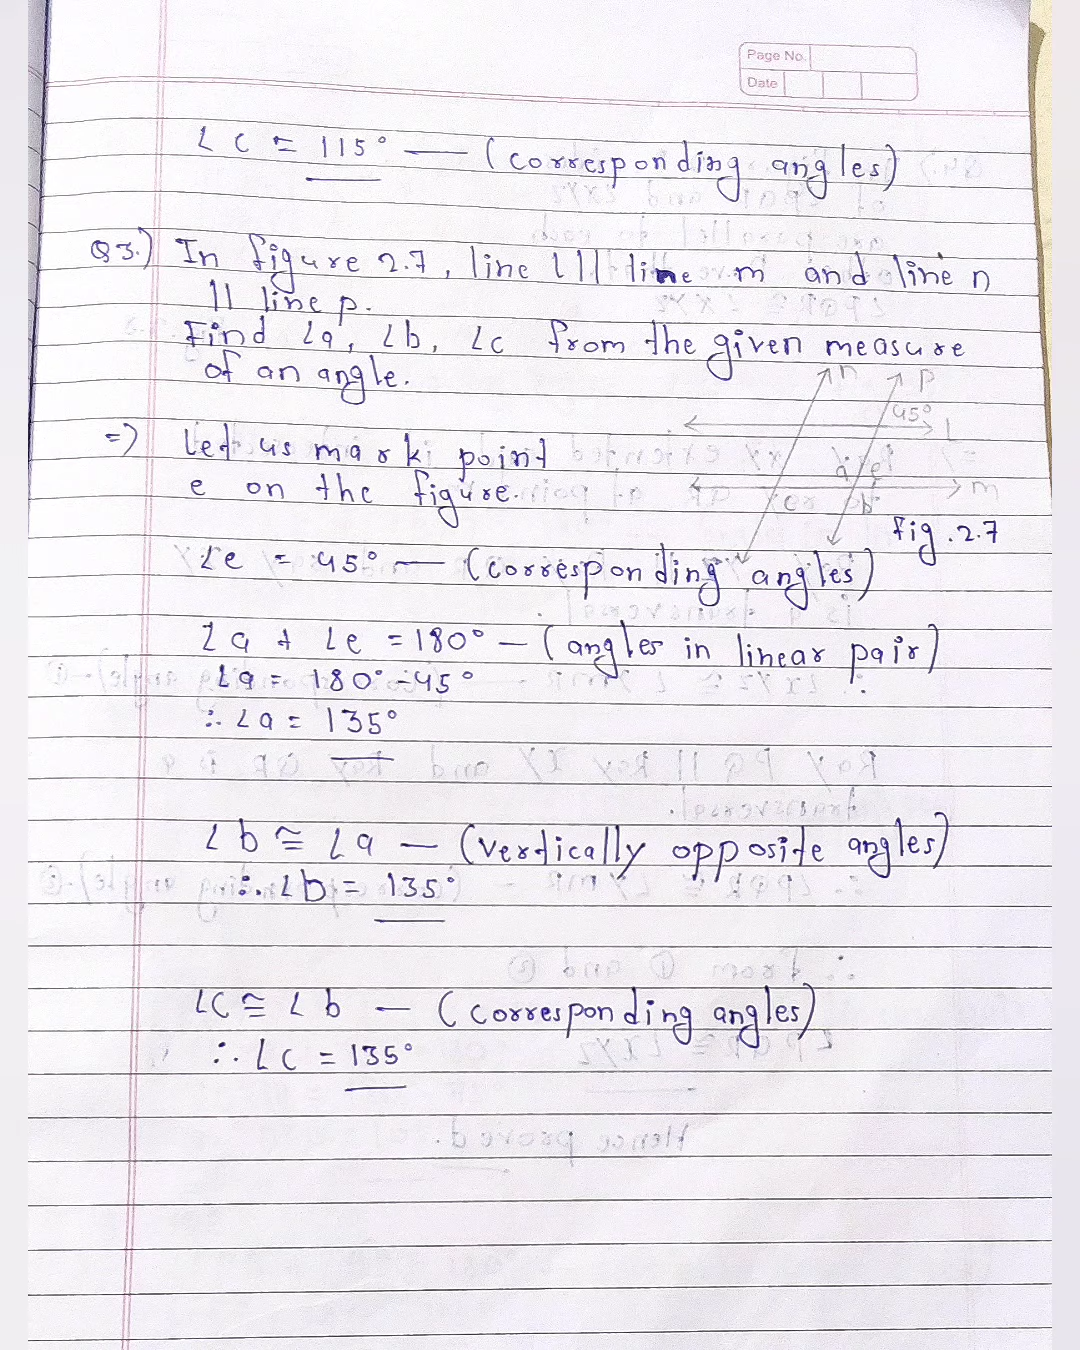 Page No.
Date
∠c = 115° — (corresponding angles)
Q3.) In figure 2.7, line l || line m and line n
|| line p.
Find ∠a, ∠b, ∠c from the given measure
of an angle.
n p
45°
l
=) Let us mark point
a e
e on the figure.
m
c b
fig. 2.7
∠e = 45° — (corresponding angles)
∠a + ∠e = 180° — (angles in linear pair)
∠a = 180° - 45°
∴ ∠a = 135°
∠b ≅ ∠a — (vertically opposite angles)
∴ ∠b = 135°
∠c ≅ ∠b — (corresponding angles)
∴ ∠c = 135°